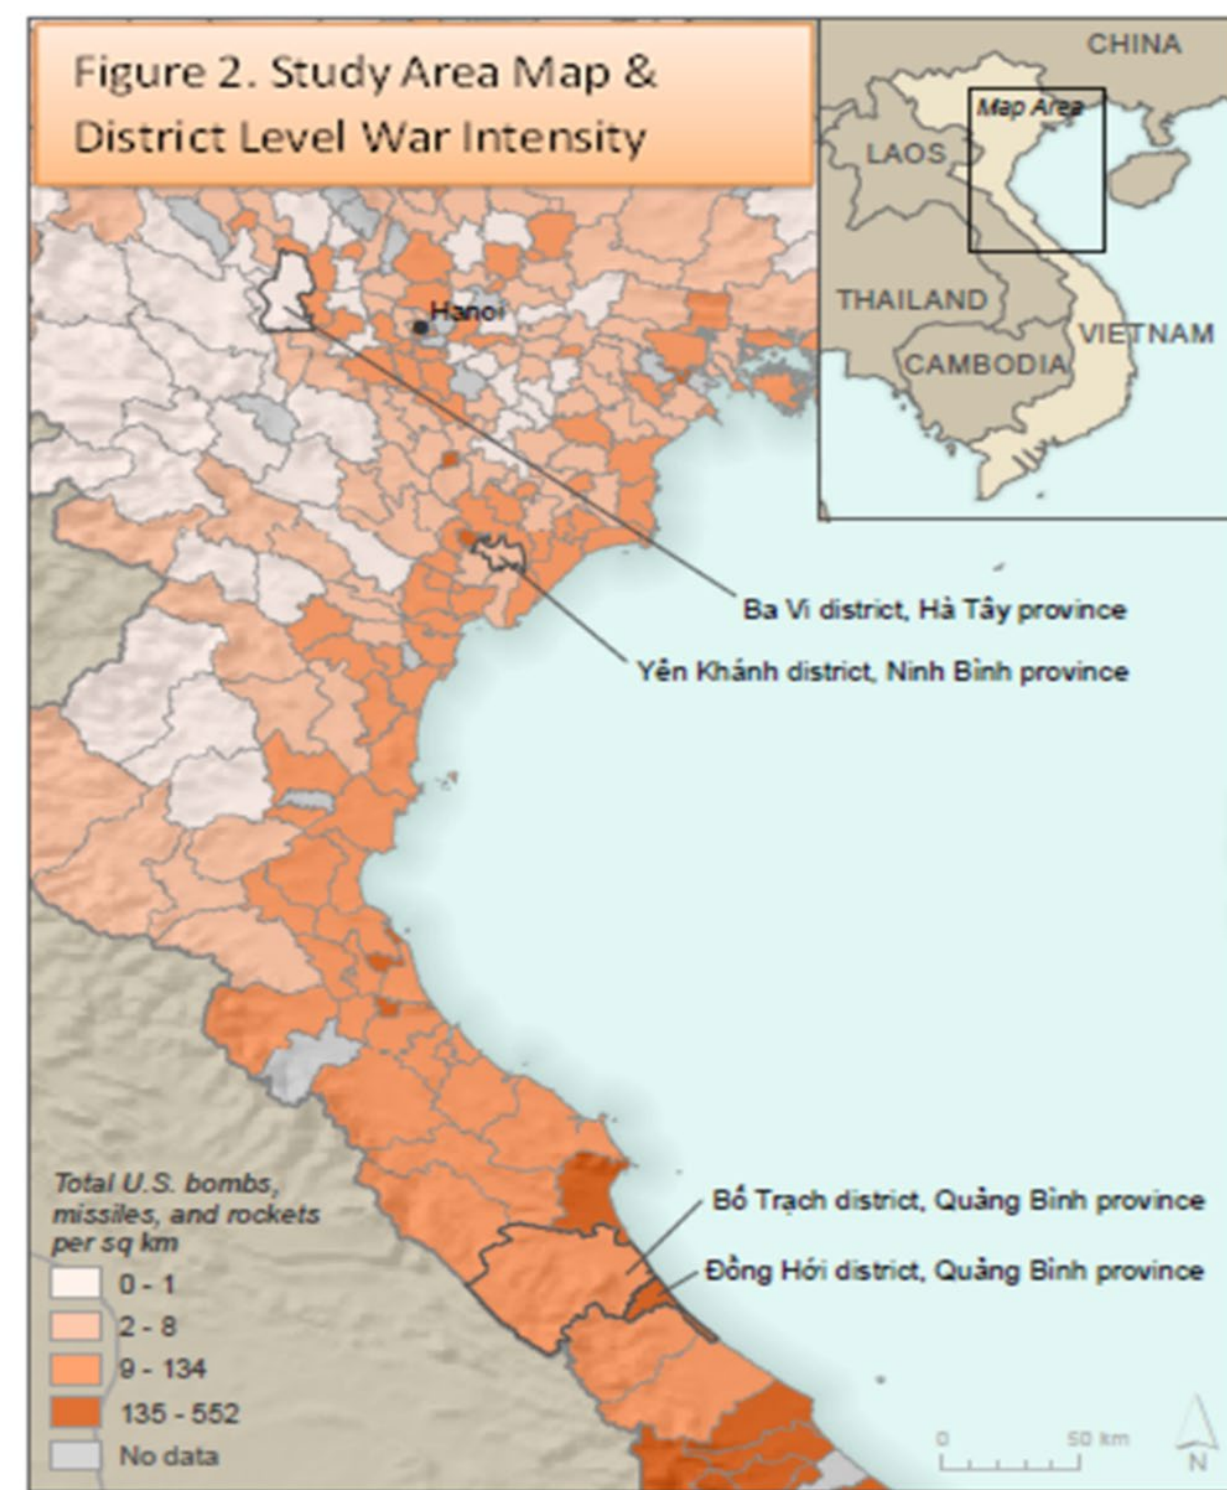 Figure 2. Study Area Map &
District Level War Intensity
CHINA
Map Area
LAOS
THAILAND
VIETNAM
CAMBODIA
Hanoi
Ba Vi district, Hà Tây province
Yên Khánh district, Ninh Bình province
Total U.S. bombs,
missiles, and rockets
per sq km
0 - 1
2 - 8
9 - 134
135 - 552
No data
Bố Trạch district, Quảng Bình province
Đồng Hới district, Quảng Bình province
0 50 km
N